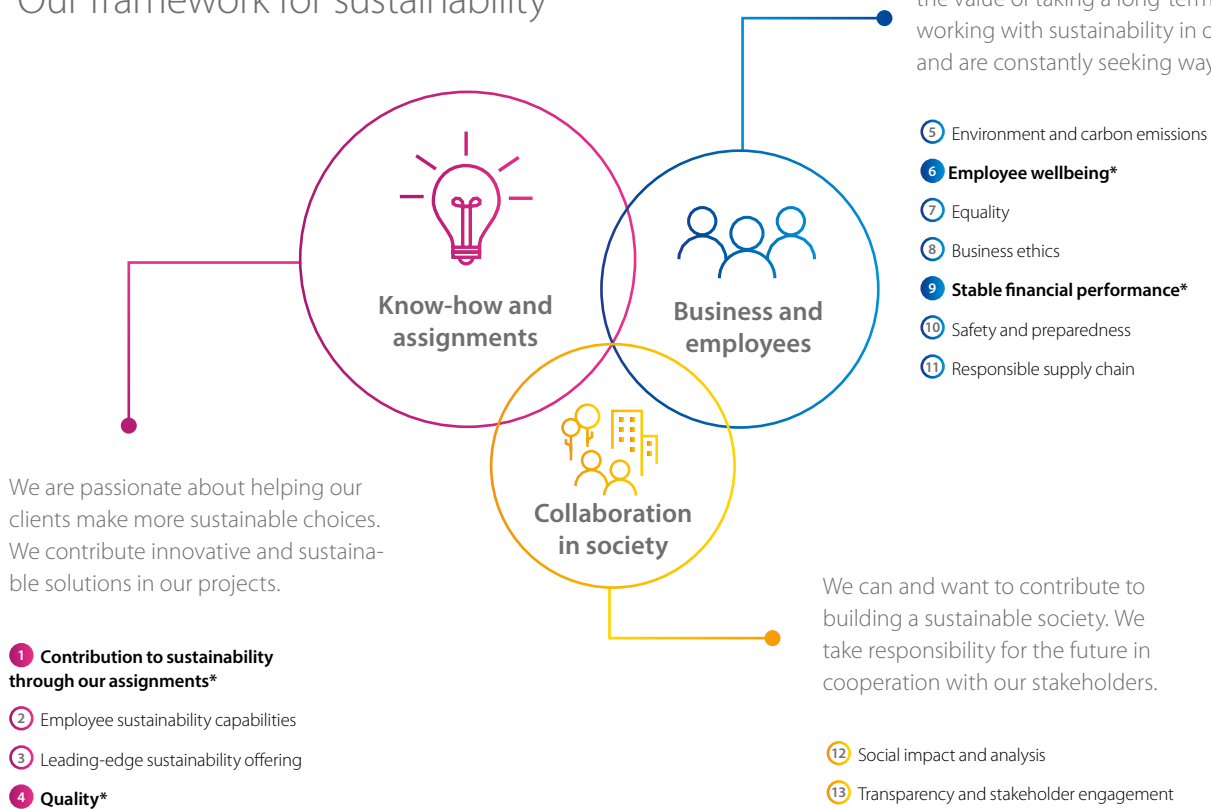 Our framework for sustainability
the value of taking a long-term
working with sustainability in
and are constantly seeking
5 Environment and carbon emissions
6 Employee wellbeing*
7 Equality
8 Business ethics
9 Stable financial performance*
10 Safety and preparedness
11 Responsible supply chain
Know-how and
assignments
Business and
employees
Collaboration
in society
We are passionate about helping our
clients make more sustainable choices.
We contribute innovative and sustaina-
ble solutions in our projects.
1 Contribution to sustainability
through our assignments*
2 Employee sustainability capabilities
3 Leading-edge sustainability offering
4 Quality*
We can and want to contribute to
building a sustainable society. We
take responsibility for the future in
cooperation with our stakeholders.
12 Social impact and analysis
13 Transparency and stakeholder engagement